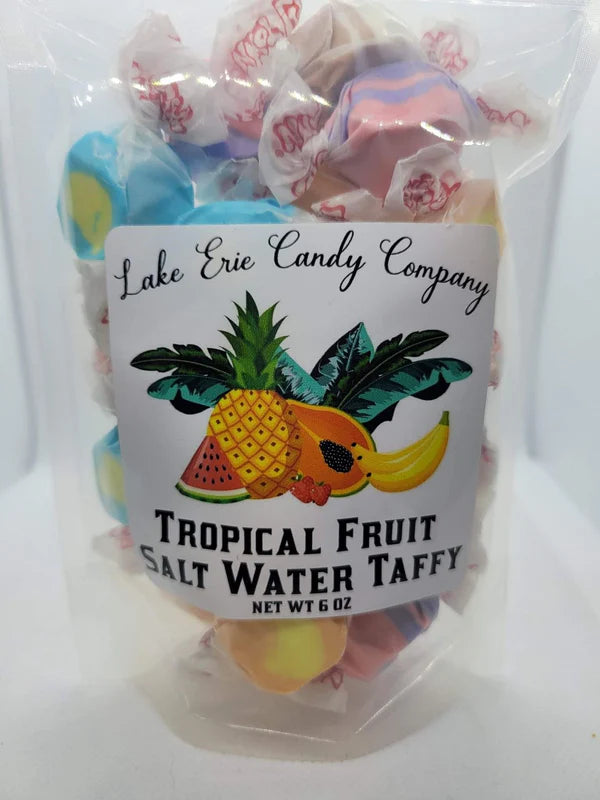 Lake Erie Candy Company
Tropical Fruit
Salt Water Taffy
Net Wt 6 oz